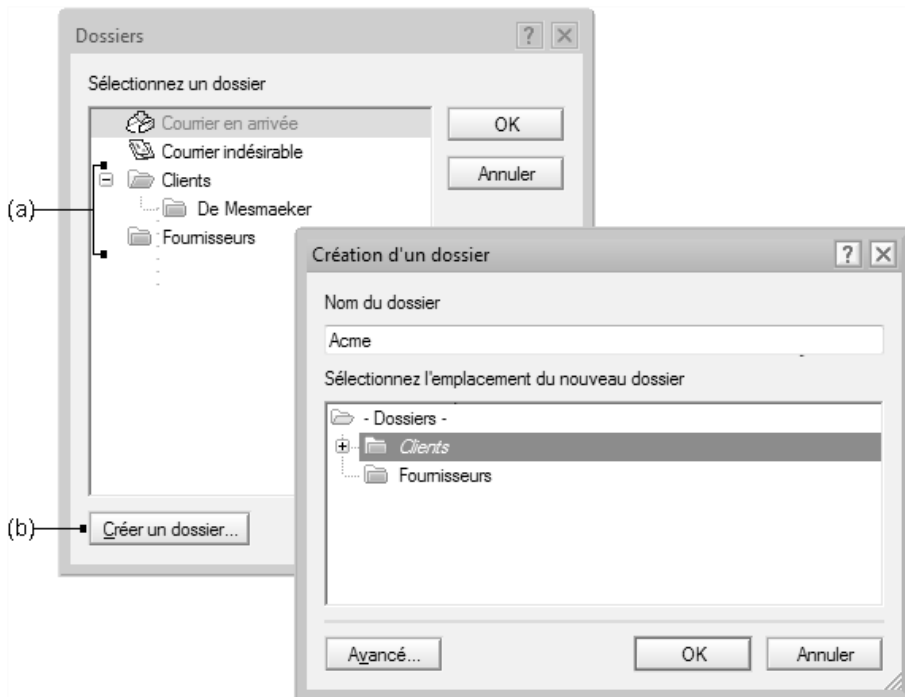 Dossiers
Sélectionnez un dossier
Courrier en arrivée
OK
Courrier indésirable
Annuler
Clients
(a)
De Mesmaeker
Fournisseurs
Création d'un dossier
Nom du dossier
Acme
Sélectionnez l'emplacement du nouveau dossier
- Dossiers -
Clients
Fournisseurs
(b)
Créer un dossier...
Avancé...
OK
Annuler